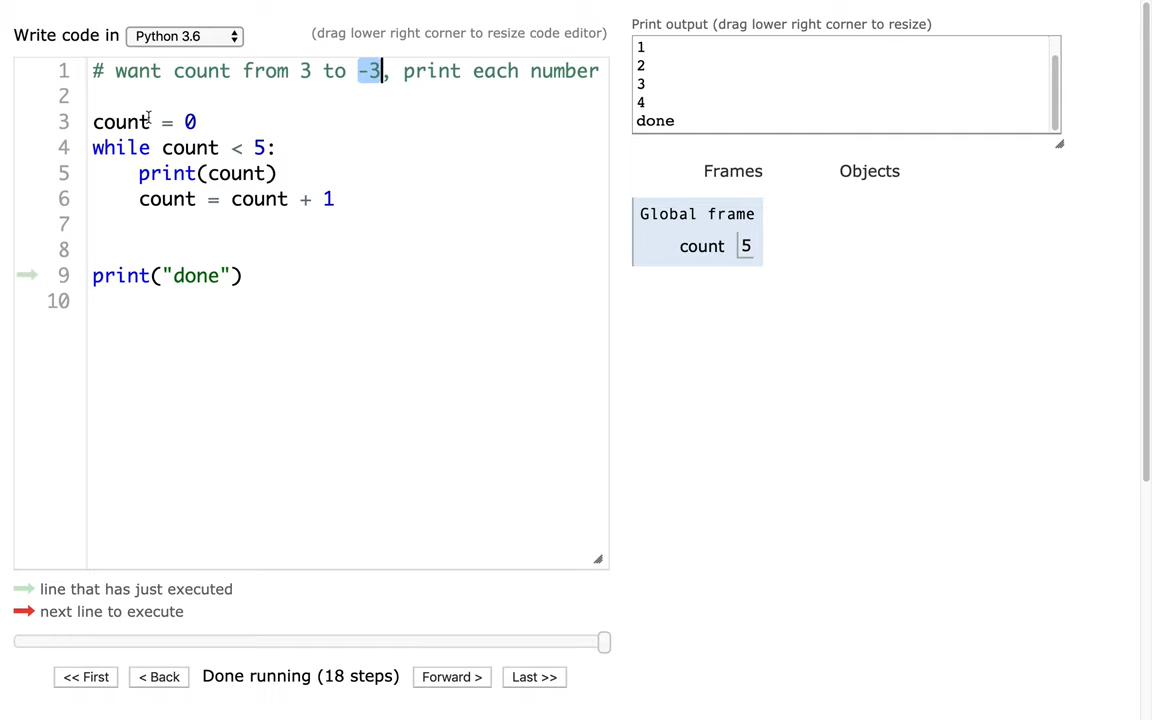 Write code in Python 3.6 (drag lower right corner to resize code editor)
1 # want count from 3 to -3, print each number
2
3 count = 0
4 while count < 5:
5     print(count)
6     count = count + 1
7
8
9 print("done")
10
line that has just executed
next line to execute
<< First < Back Done running (18 steps) Forward > Last >>
Print output (drag lower right corner to resize)
1
2
3
4
done
Frames Objects
Global frame
count 5